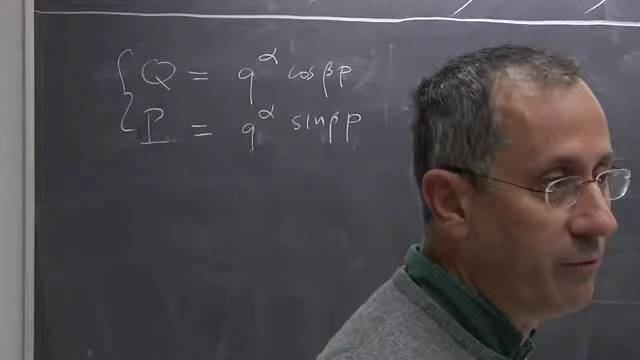 Q = q^α cos βp
P = q^α sin βp